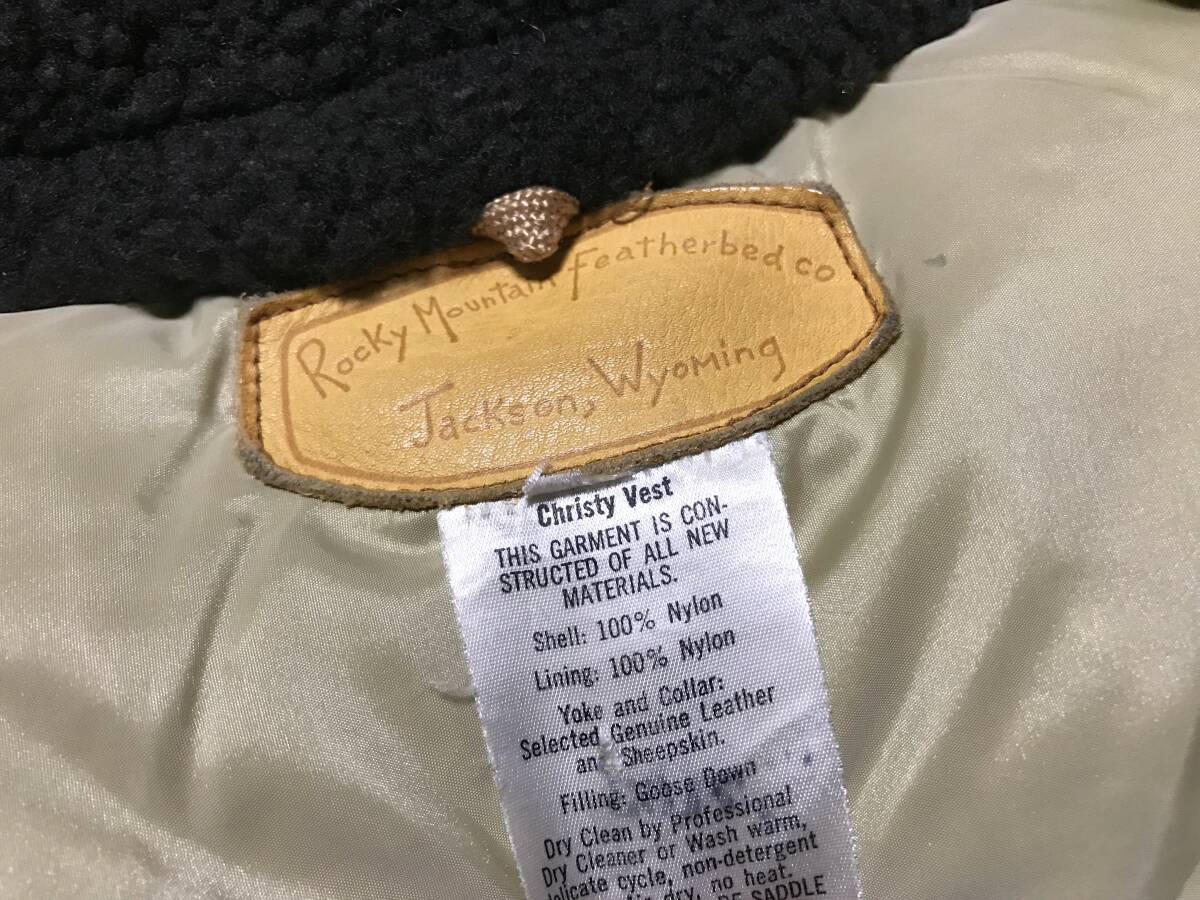 Rocky Mountain Featherbed co
Jackson, Wyoming
Christy Vest
THIS GARMENT IS CON-
STRUCTED OF ALL NEW
MATERIALS.
Shell: 100% Nylon
Lining: 100% Nylon
Yoke and Collar:
Selected Genuine Leather
and Sheepskin.
Filling: Goose Down
Dry Clean by Professional
Dry Cleaner or Wash warm,
delicate cycle, non-detergent
dry, no heat.
SADDLE